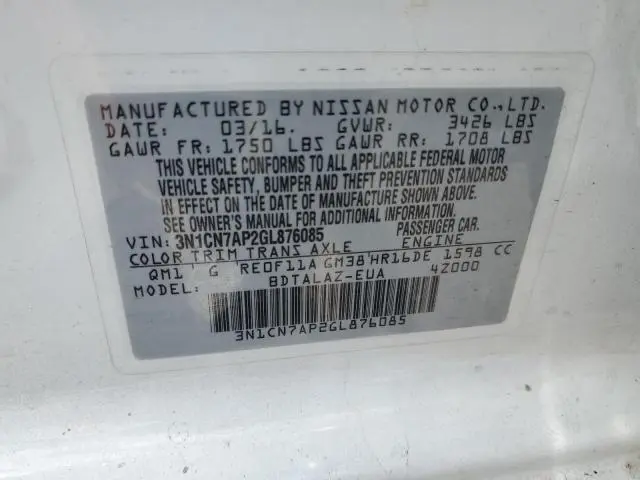 MANUFACTURED BY NISSAN MOTOR CO.,LTD.
DATE: 03/16. GVWR: 3426 LBS
GAWR FR: 1750 LBS GAWR RR: 1708 LBS
THIS VEHICLE CONFORMS TO ALL APPLICABLE FEDERAL MOTOR
VEHICLE SAFETY, BUMPER AND THEFT PREVENTION STANDARDS
IN EFFECT ON THE DATE OF MANUFACTURE SHOWN ABOVE.
SEE OWNER'S MANUAL FOR ADDITIONAL INFORMATION.
VIN: 3N1CN7AP2GL876085 PASSENGER CAR.
COLOR TRIM TRANS AXLE ENGINE
QM1 G RE0F11A GM38 HR16DE 1598 CC
MODEL: BDTALAZ-EUA 4Z000
3N1CN7AP2GL876085